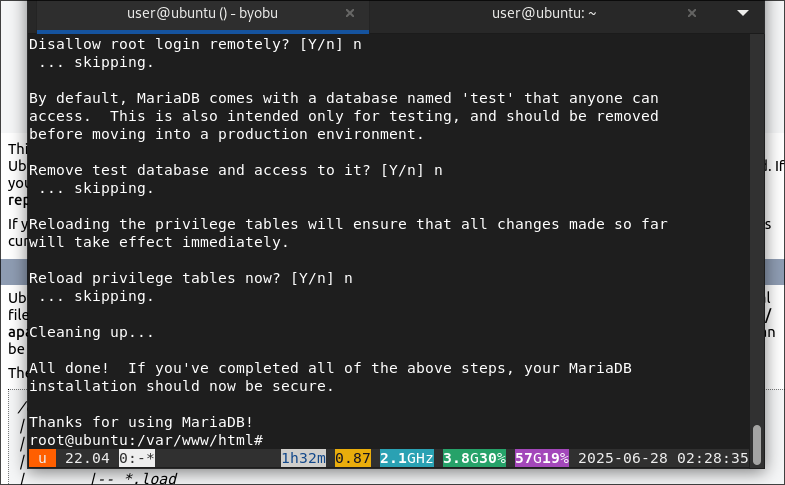 user@ubuntu () - byobu
user@ubuntu: ~
Disallow root login remotely? [Y/n] n
 ... skipping.
By default, MariaDB comes with a database named 'test' that anyone can
access.  This is also intended only for testing, and should be removed
before moving into a production environment.
Remove test database and access to it? [Y/n] n
 ... skipping.
Reloading the privilege tables will ensure that all changes made so far
will take effect immediately.
Reload privilege tables now? [Y/n] n
 ... skipping.
Cleaning up...
All done!  If you've completed all of the above steps, your MariaDB
installation should now be secure.
Thanks for using MariaDB!
root@ubuntu:/var/www/html#
u 22.04 0:-* 1h32m 0.87 2.1GHz 3.8G30% 57G19% 2025-06-28 02:28:35
|-- *.load